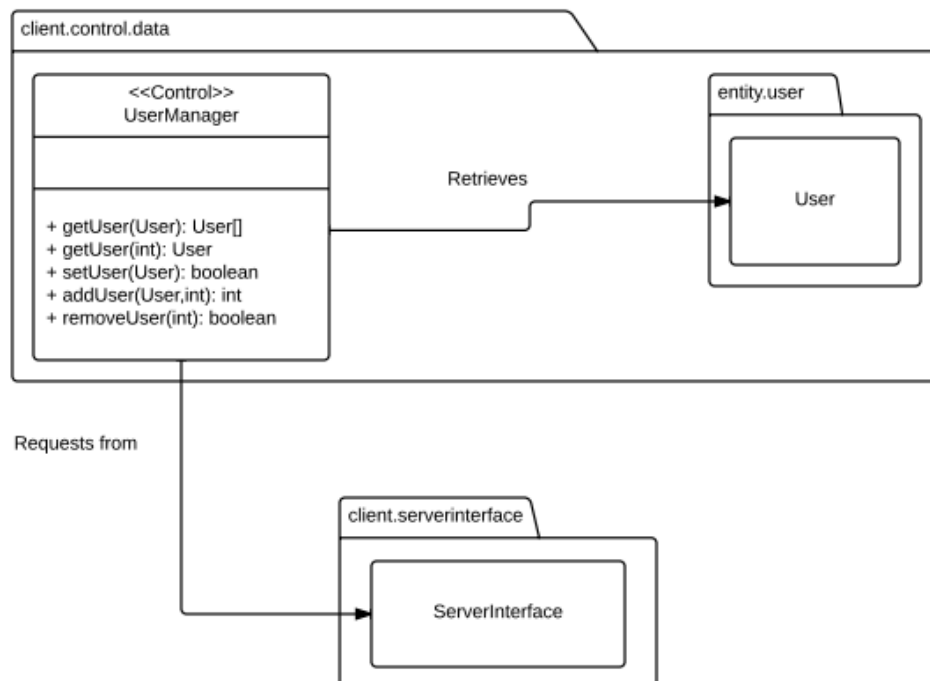 client.control.data
<<Control>>
UserManager
+ getUser(User): User[]
+ getUser(int): User
+ setUser(User): boolean
+ addUser(User,int): int
+ removeUser(int): boolean
Retrieves
entity.user
User
Requests from
client.serverinterface
ServerInterface